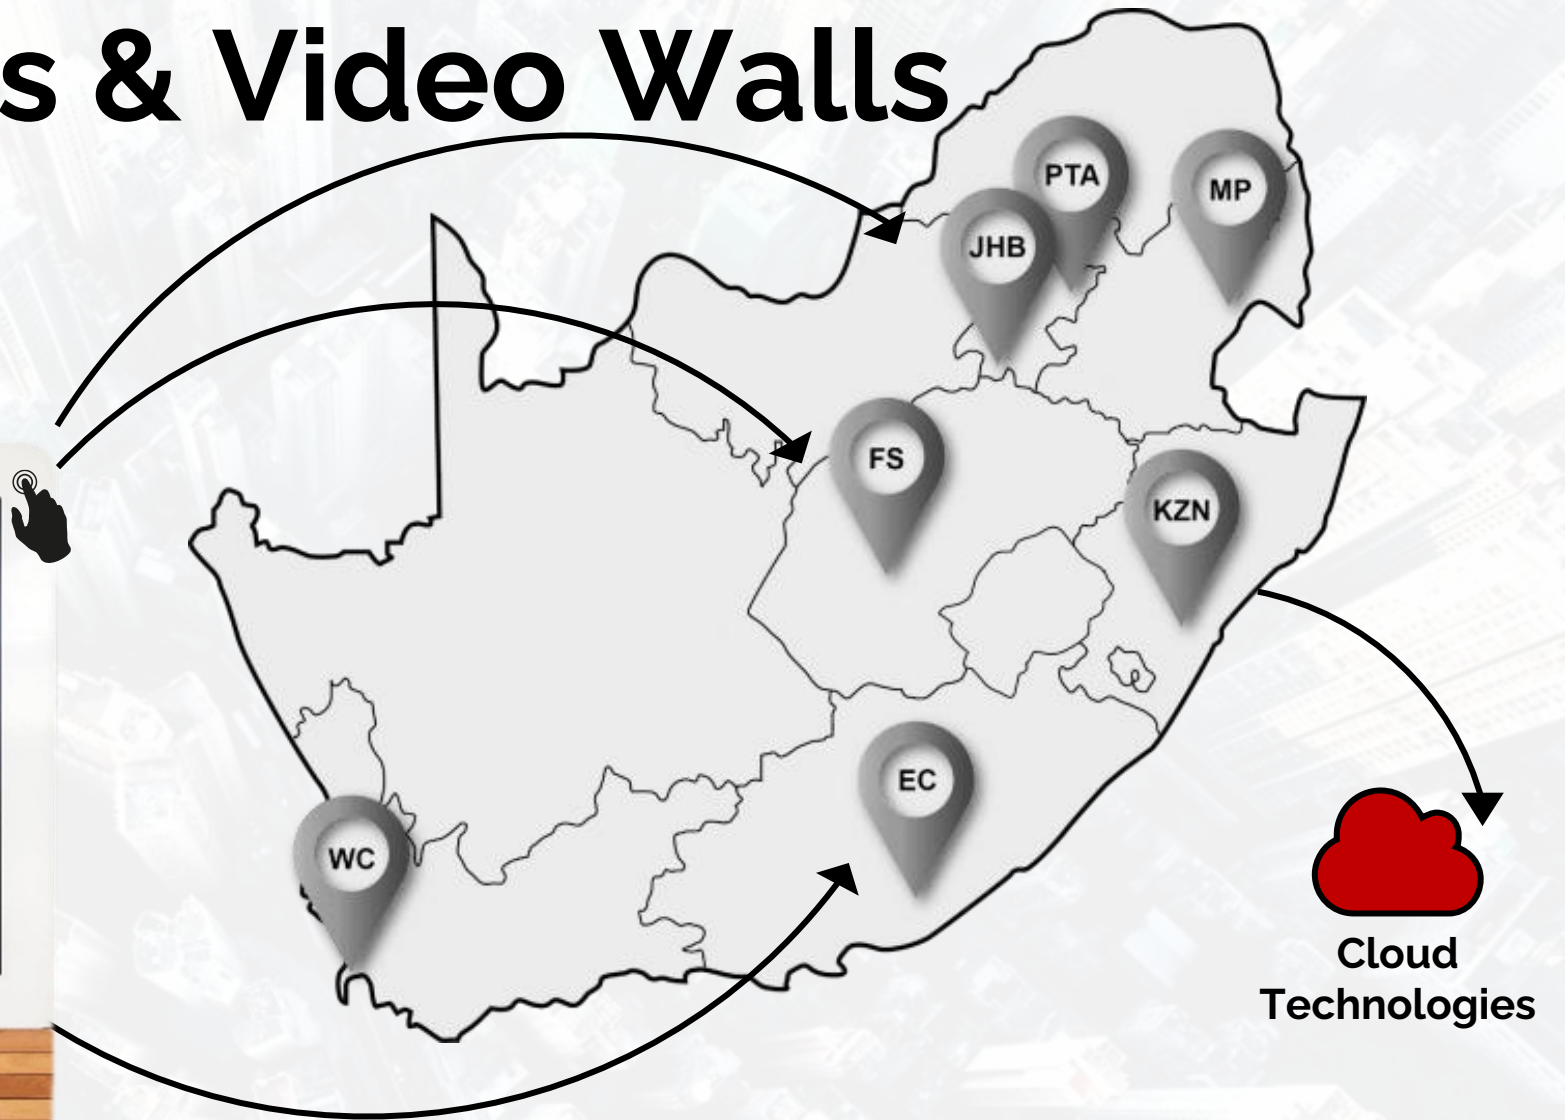 s & Video Walls
PTA
MP
JHB
FS
KZN
EC
WC
Cloud
Technologies